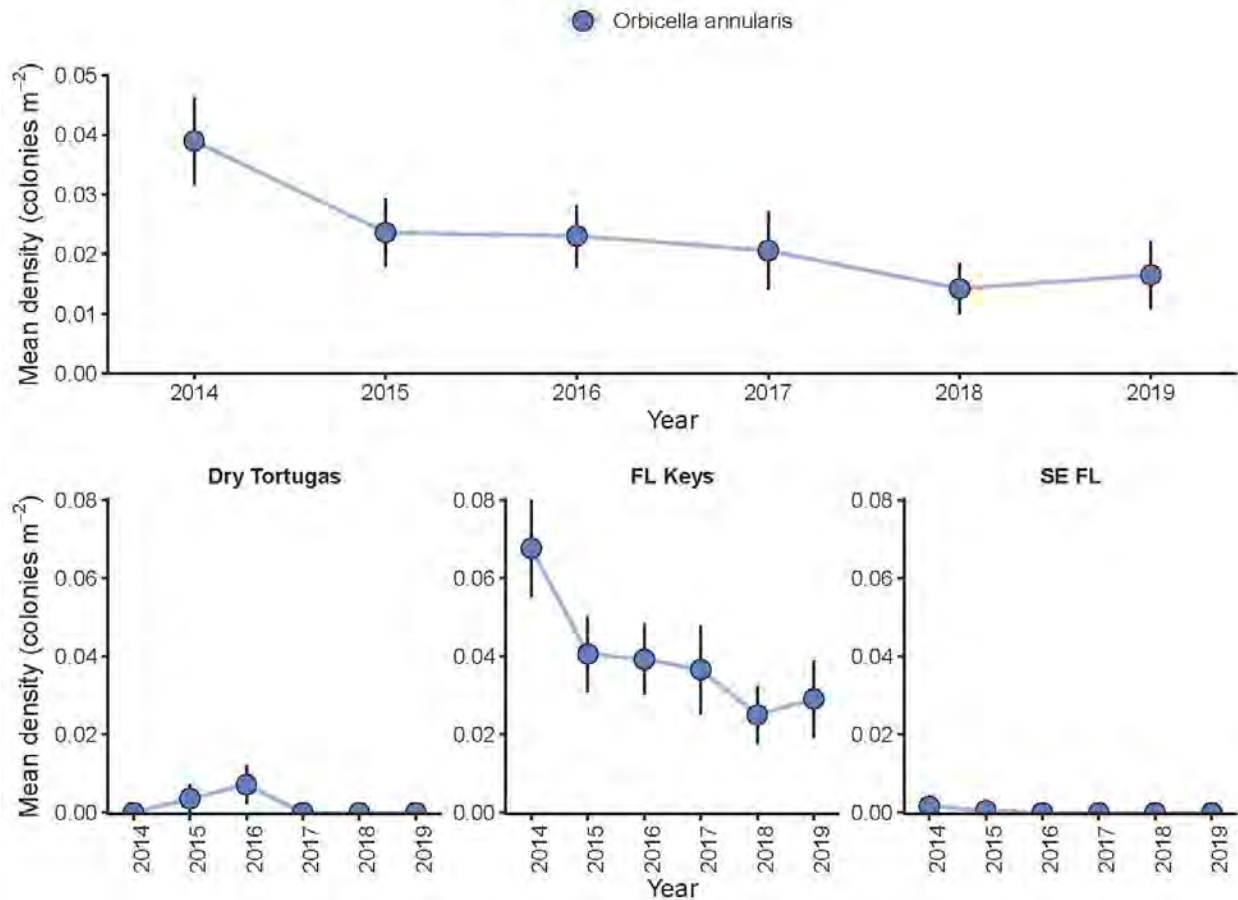 Orbicella annularis
Mean density (colonies m⁻²)
0.05
0.04
0.03
0.02
0.01
0.00
2014 2015 2016 2017 2018 2019
Year
Dry Tortugas FL Keys SE FL
Mean density (colonies m⁻²)
0.08 0.08 0.08
0.06 0.06 0.06
0.04 0.04 0.04
0.02 0.02 0.02
0.00 0.00 0.00
2014 2015 2016 2017 2018 2019 2014 2015 2016 2017 2018 2019 2014 2015 2016 2017 2018 2019
Year